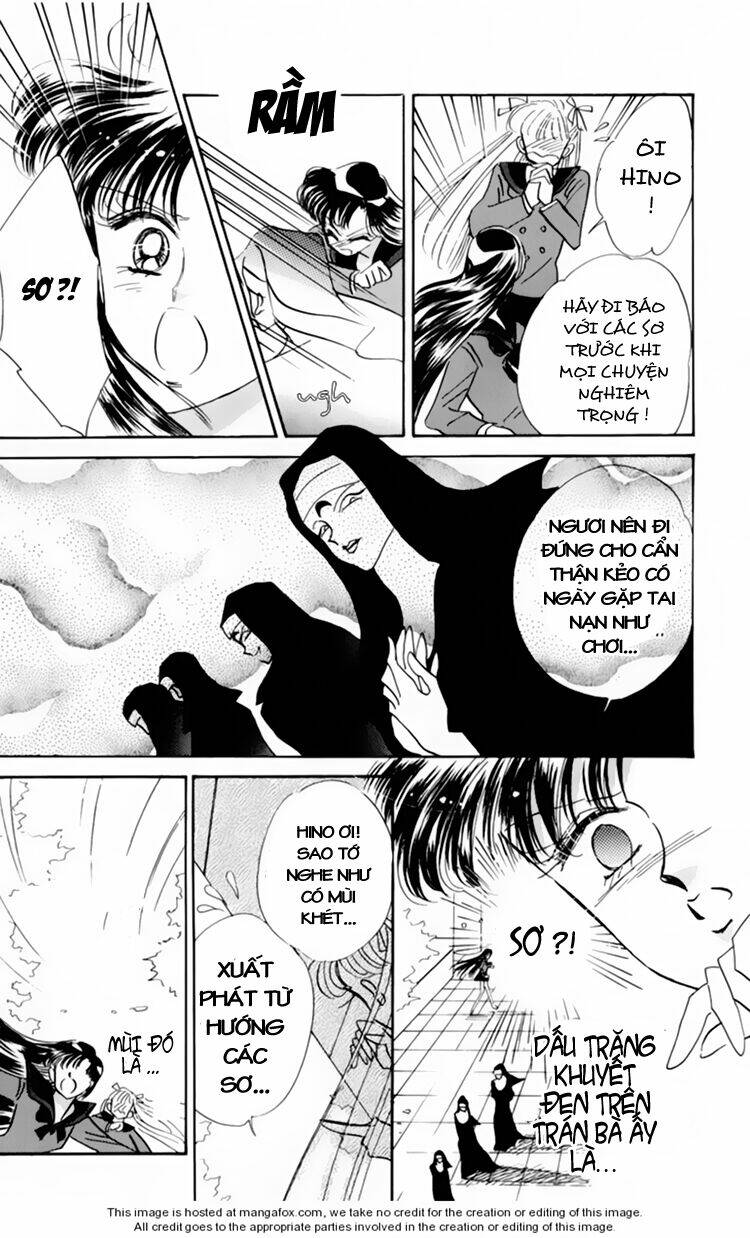 RẦM
ÔI
HINO
!
SƠ ?!
HÃY ĐI BÁO
VỚI CÁC SƠ
TRƯỚC KHI
MỌI CHUYỆN
NGHIÊM
TRỌNG !
ugh
NGƯƠI NÊN ĐI
ĐỨNG CHO CẨN
THẬN KẺO CÓ
NGÀY GẶP TAI
NẠN NHƯ
CHƠI...
HINO ƠI!
SAO TỚ
NGHE NHƯ
CÓ MÙI
KHÉT...
SƠ ?!
XUẤT
PHÁT TỪ
HƯỚNG
CÁC
SƠ...
MÙI ĐÓ
LÀ ...
DẤU TRĂNG
KHUYẾT
ĐEN TRÊN
TRÁN BÀ ẤY
LÀ...
This image is hosted at mangafox.com, we take no credit for the creation or editing of this image.
All credit goes to the appropriate parties involved in the creation or editing of this image.